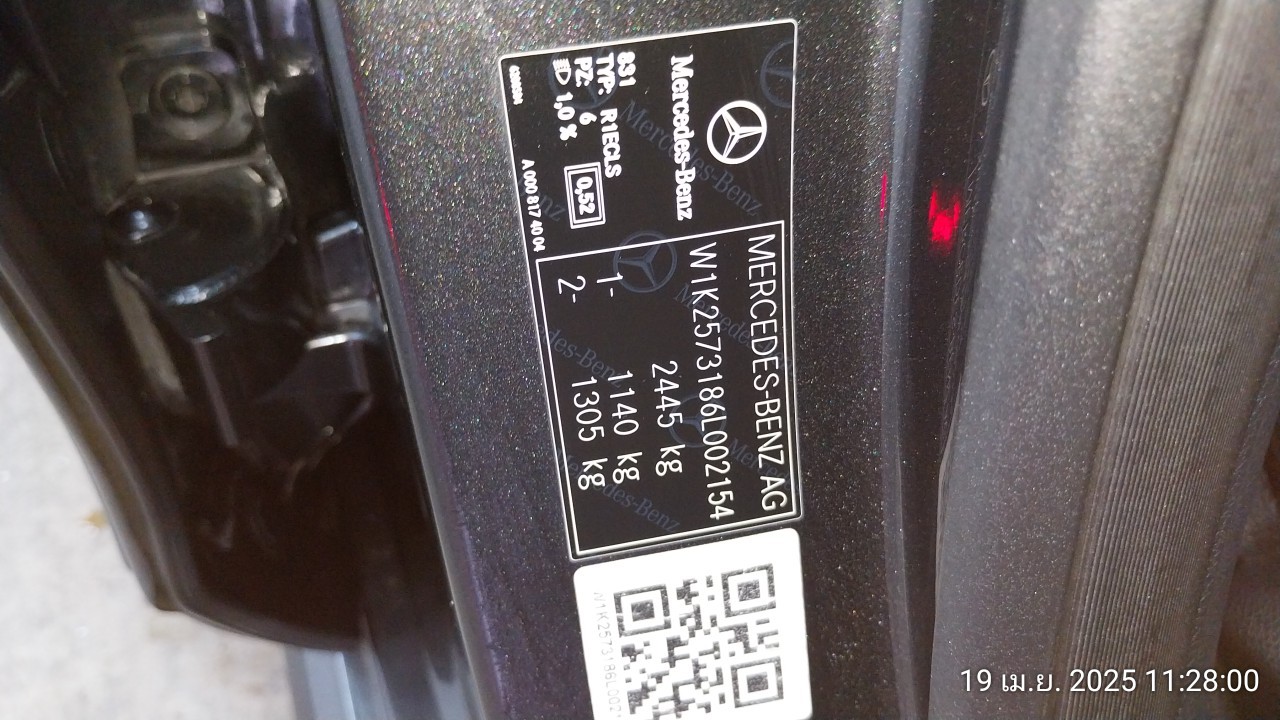 Mercedes-Benz
831
TYP: R1ECLS
PZ: 6
1,0 %
0,52
A 000 817 40 04
MERCEDES-BENZ AG
W1K2573186L002154
2445 kg
1- 1140 kg
2- 1305 kg
19 เม.ย. 2025 11:28:00